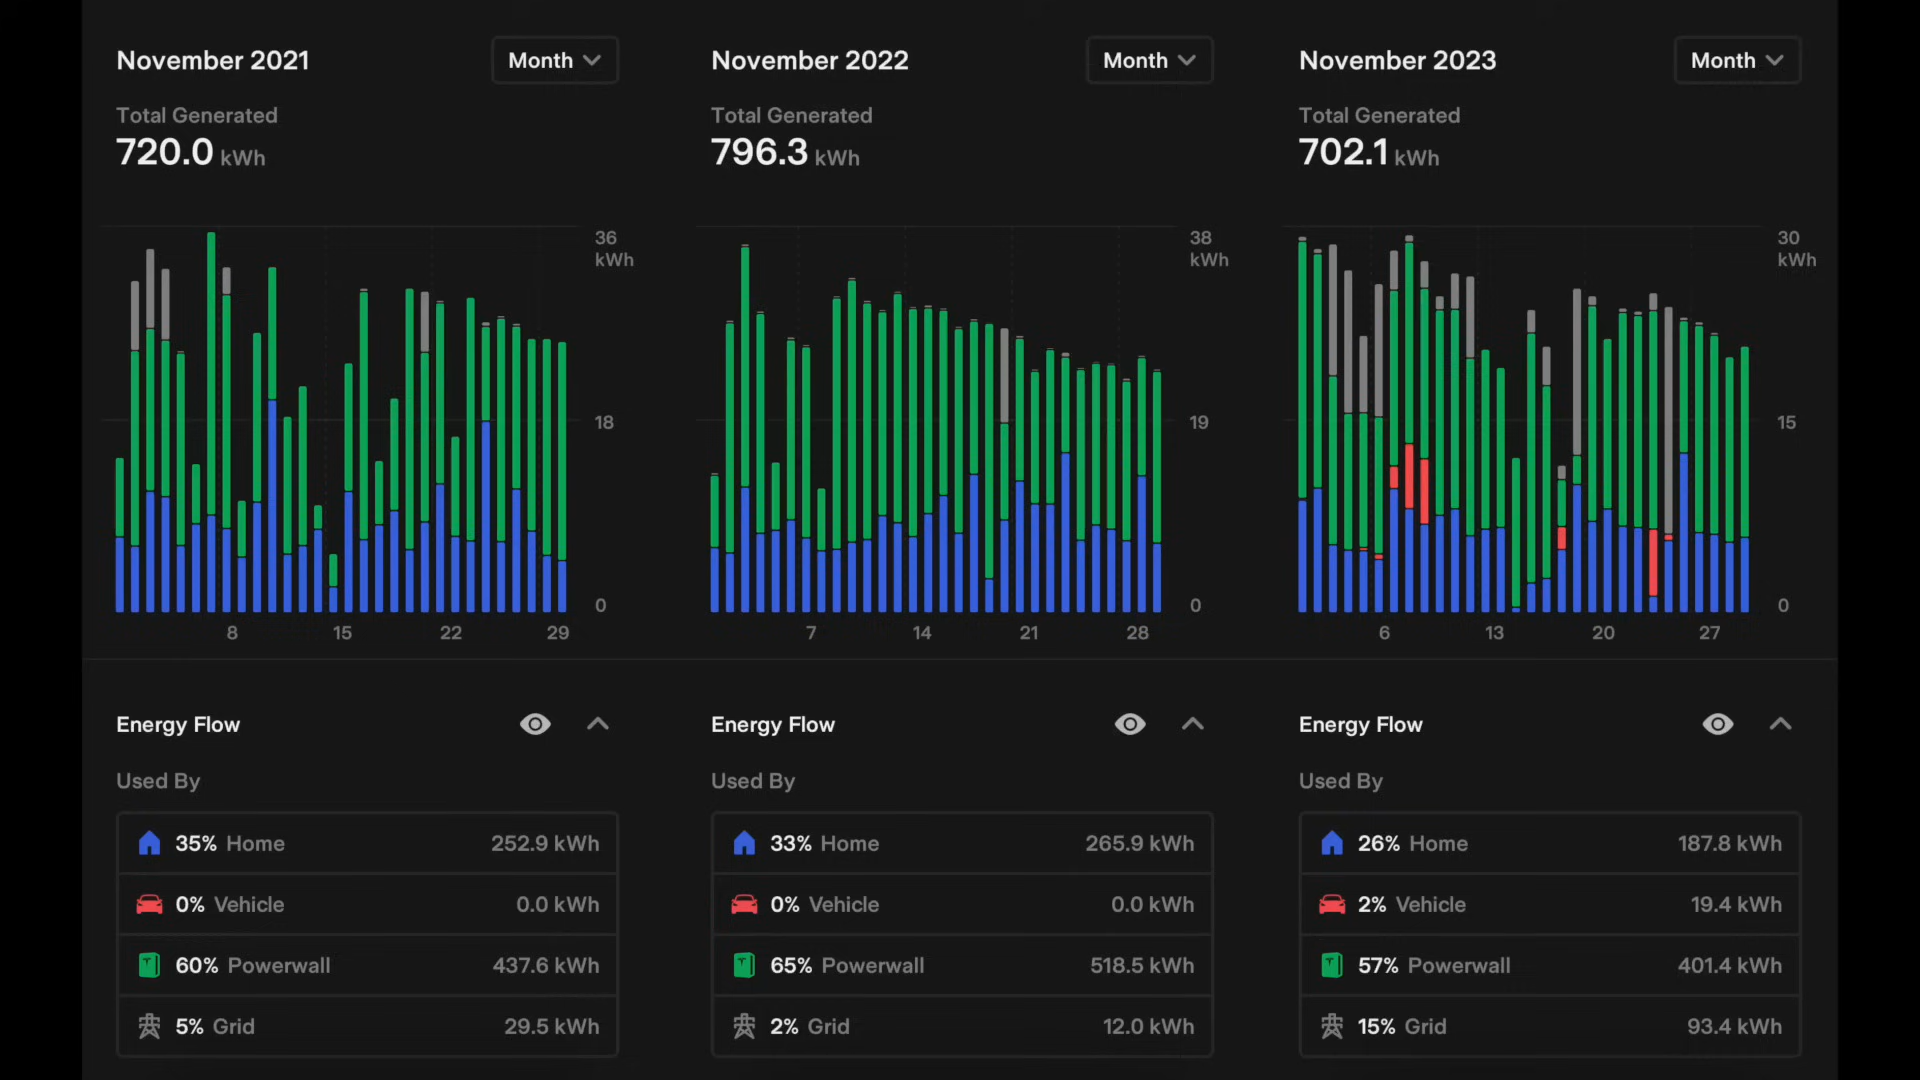 November 2021
Month
Total Generated
720.0 kWh
36
kWh
18
0
8 15 22 29
Energy Flow
Used By
35% Home 252.9 kWh
0% Vehicle 0.0 kWh
60% Powerwall 437.6 kWh
5% Grid 29.5 kWh
November 2022
Month
Total Generated
796.3 kWh
38
kWh
19
0
7 14 21 28
Energy Flow
Used By
33% Home 265.9 kWh
0% Vehicle 0.0 kWh
65% Powerwall 518.5 kWh
2% Grid 12.0 kWh
November 2023
Month
Total Generated
702.1 kWh
30
kWh
15
0
6 13 20 27
Energy Flow
Used By
26% Home 187.8 kWh
2% Vehicle 19.4 kWh
57% Powerwall 401.4 kWh
15% Grid 93.4 kWh